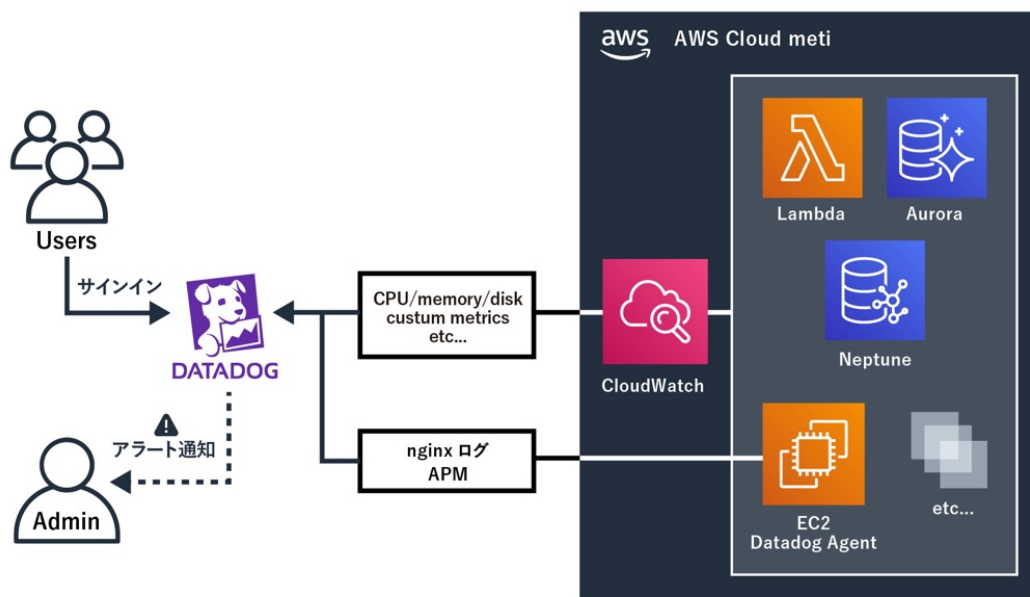 aws
AWS Cloud meti
Lambda
Aurora
Users
サインイン
DATADOG
CPU/memory/disk
custum metrics
etc...
CloudWatch
Neptune
アラート通知
Admin
nginx ログ
APM
EC2
Datadog Agent
etc...